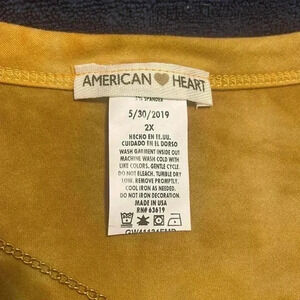 AMERICAN HEART
5% SPANDEX
5/30/2019
2X
HECHO EN EE.UU.
CUIDADO EN EL DORSO
WASH GARMENT INSIDE OUT
MACHINE WASH COLD WITH
LIKE COLORS. GENTLE CYCLE.
DO NOT BLEACH. TUMBLE DRY
LOW. REMOVE PROMPTLY.
COOL IRON AS NEEDED.
DO NOT IRON DECORATION.
MADE IN USA
RN# 63619